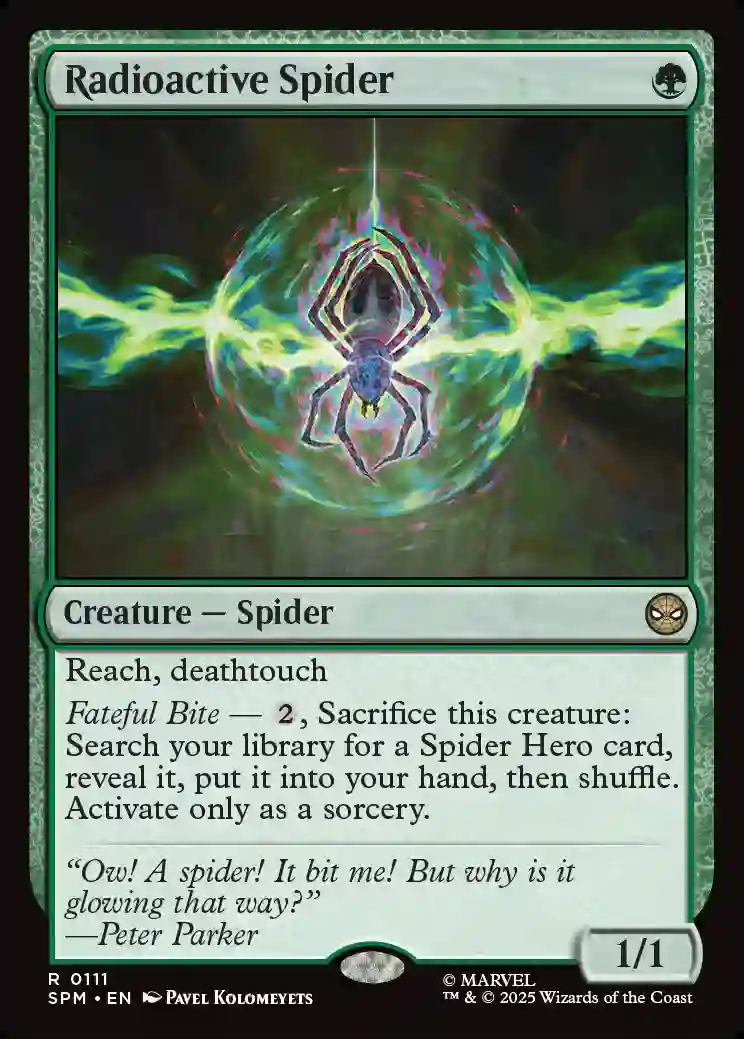 Radioactive Spider
Creature — Spider
Reach, deathtouch
Fateful Bite — 2, Sacrifice this creature:
Search your library for a Spider Hero card,
reveal it, put it into your hand, then shuffle.
Activate only as a sorcery.
“Ow! A spider! It bit me! But why is it
glowing that way?”
—Peter Parker
1/1
R 0111
SPM • EN PAVEL KOLOMEYETS
© MARVEL
™ & © 2025 Wizards of the Coast